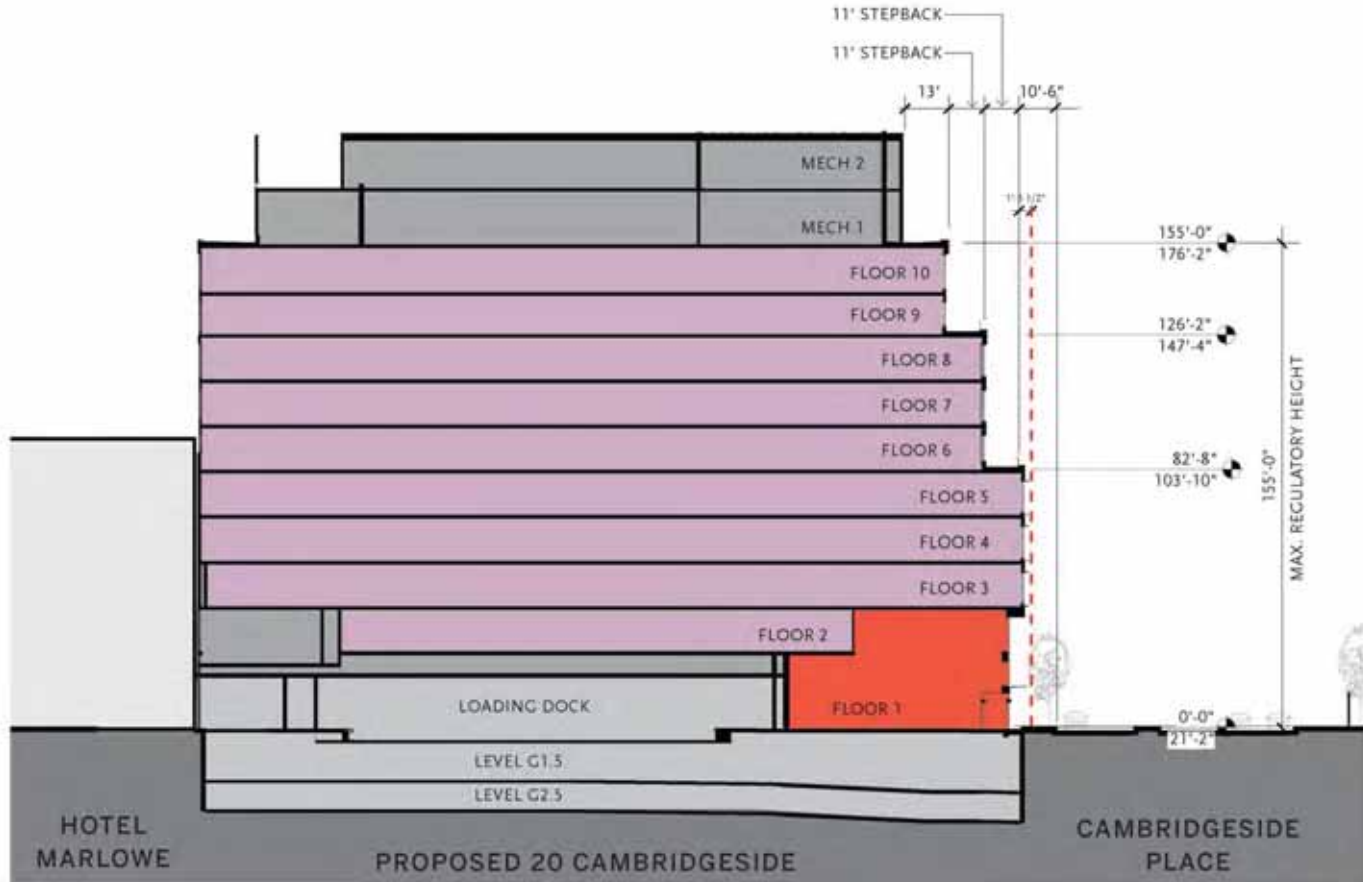 11' STEPBACK
11' STEPBACK
13'
10'-6"
MECH 2
MECH 1
155'-0"
176'-2"
FLOOR 10
FLOOR 9
126'-2"
147'-4"
FLOOR 8
FLOOR 7
FLOOR 6
82'-8"
103'-10"
155'-0"
MAX. REGULATORY HEIGHT
FLOOR 5
FLOOR 4
FLOOR 3
FLOOR 2
LOADING DOCK
FLOOR 1
0'-0"
21'-2"
LEVEL G1.5
LEVEL G2.5
HOTEL
MARLOWE
PROPOSED 20 CAMBRIDGESIDE
CAMBRIDGESIDE
PLACE